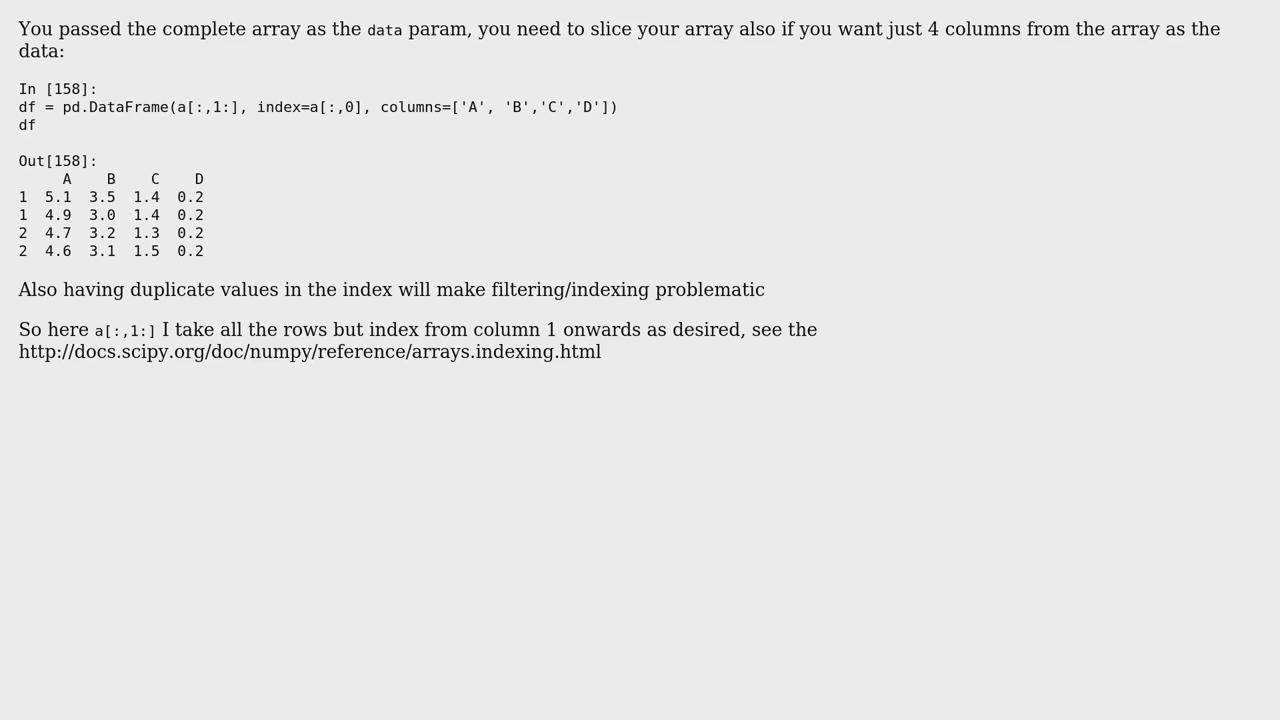 You passed the complete array as the data param, you need to slice your array also if you want just 4 columns from the array as the
data:
In [158]:
df = pd.DataFrame(a[:,1:], index=a[:,0], columns=['A', 'B','C','D'])
df
Out[158]:
     A    B    C    D
1  5.1  3.5  1.4  0.2
1  4.9  3.0  1.4  0.2
2  4.7  3.2  1.3  0.2
2  4.6  3.1  1.5  0.2
Also having duplicate values in the index will make filtering/indexing problematic
So here a[:,1:] I take all the rows but index from column 1 onwards as desired, see the
http://docs.scipy.org/doc/numpy/reference/arrays.indexing.html